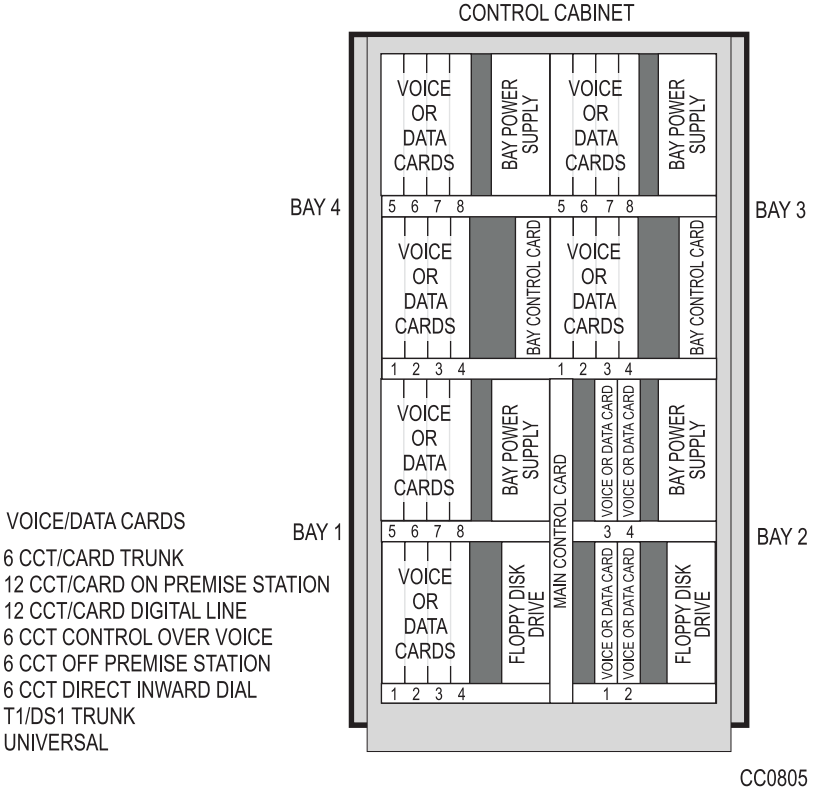 CONTROL CABINET
VOICE
OR
DATA
CARDS
BAY POWER
SUPPLY
VOICE
OR
DATA
CARDS
BAY POWER
SUPPLY
BAY 4
5 6 7 8
5 6 7 8
BAY 3
VOICE
OR
DATA
CARDS
BAY CONTROL CARD
VOICE
OR
DATA
CARDS
BAY CONTROL CARD
1 2 3 4
1 2 3 4
VOICE
OR
DATA
CARDS
BAY POWER
SUPPLY
MAIN CONTROL CARD
VOICE OR DATA CARD
VOICE OR DATA CARD
BAY POWER
SUPPLY
BAY 1
5 6 7 8
3 4
BAY 2
VOICE
OR
DATA
CARDS
FLOPPY DISK
DRIVE
VOICE OR DATA CARD
VOICE OR DATA CARD
FLOPPY DISK
DRIVE
1 2 3 4
1 2
VOICE/DATA CARDS
6 CCT/CARD TRUNK
12 CCT/CARD ON PREMISE STATION
12 CCT/CARD DIGITAL LINE
6 CCT CONTROL OVER VOICE
6 CCT OFF PREMISE STATION
6 CCT DIRECT INWARD DIAL
T1/DS1 TRUNK
UNIVERSAL
CC0805